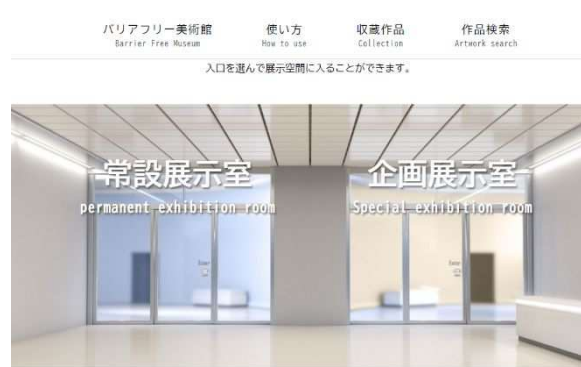 バリアフリー美術館
Barrier Free Museum
使い方
How to use
収蔵作品
Collection
作品検索
Artwork search
入口を選んで展示空間に入ることができます。
常設展示室
permanent exhibition room
企画展示室
Special exhibition room